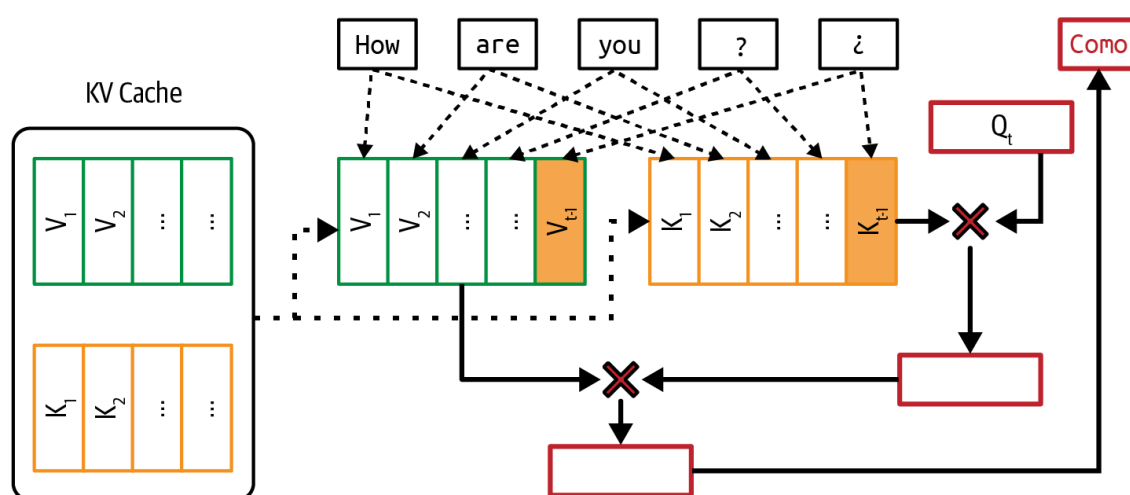 How are you ? ¿ Como
KV Cache
Q_t
V_1 V_2 ... ...
V_1 V_2 ... ... V_t-1
K_1 K_2 ... ... K_t-1
K_1 K_2 ... ...